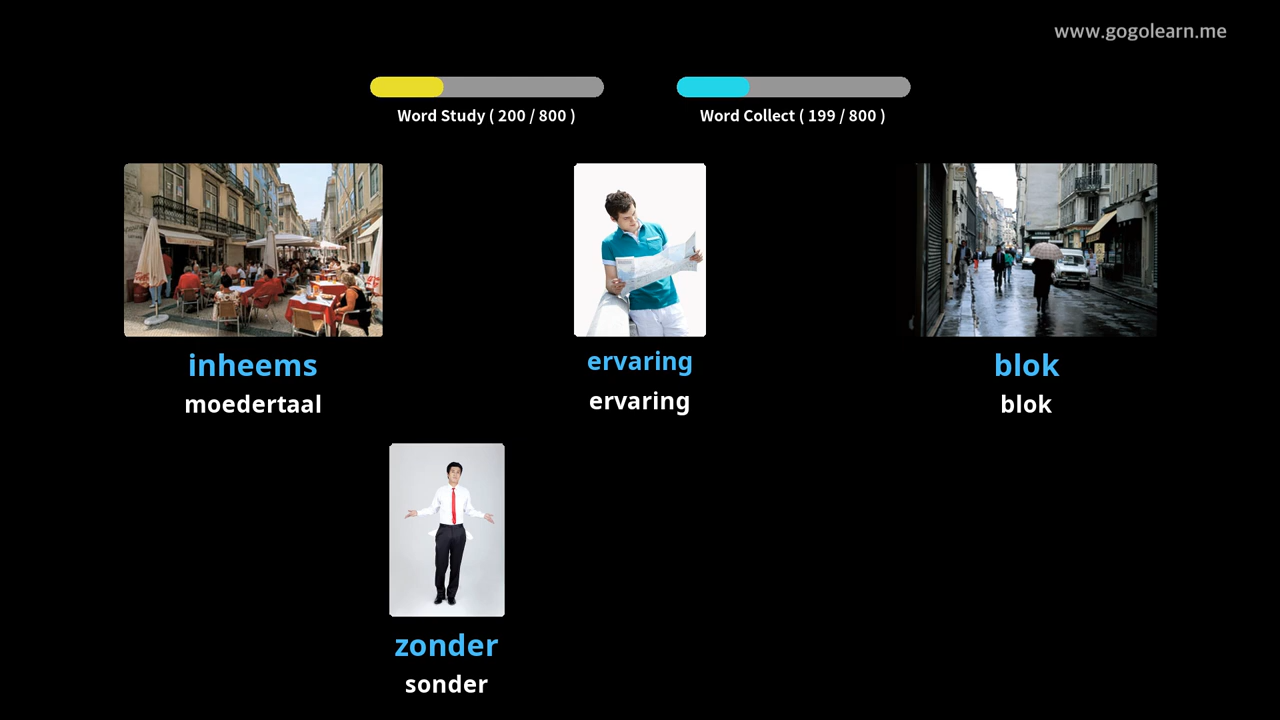 www.gogolearn.me
Word Study ( 200 / 800 )
Word Collect ( 199 / 800 )
inheems
moedertaal
ervaring
ervaring
blok
blok
zonder
sonder